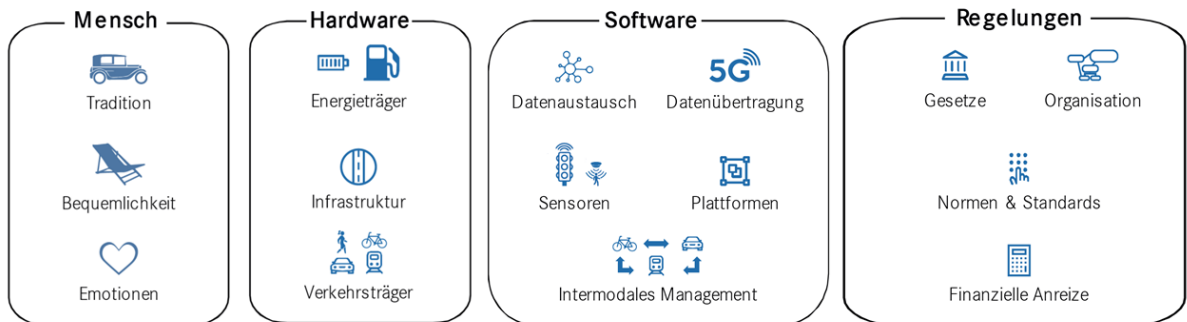 Mensch
Tradition
Bequemlichkeit
Emotionen
Hardware
Energieträger
Infrastruktur
Verkehrsträger
Software
Datenaustausch
5G
Datenübertragung
Sensoren
Plattformen
Intermodales Management
Regelungen
Gesetze
Organisation
Normen & Standards
Finanzielle Anreize